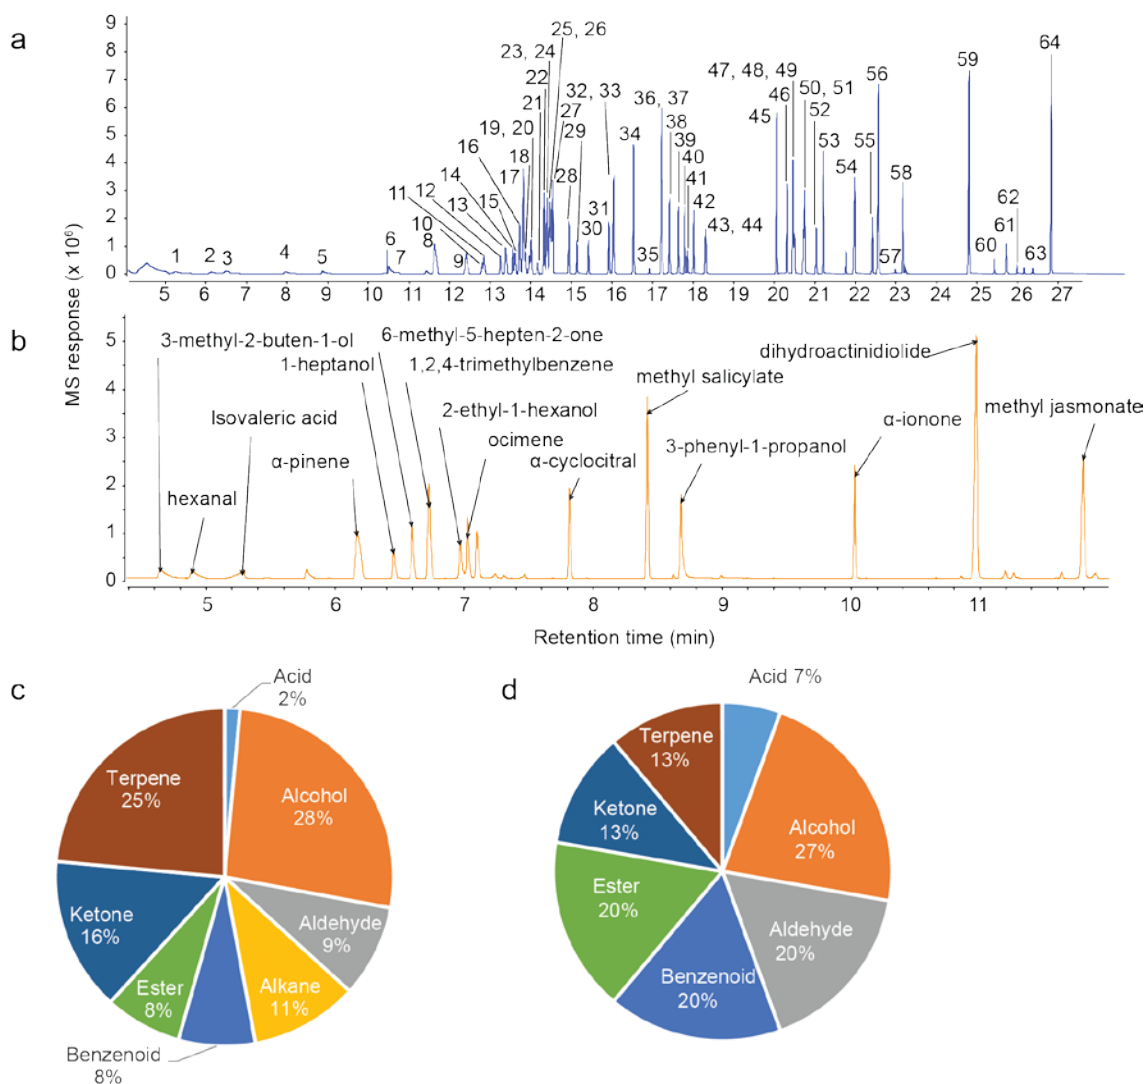 a
MS response (x 10⁶)
9
8
7
6
5
4
3
2
1
0
25, 26
23, 24
22
21
19, 20
18
17
16
14
12
11
13
15
10
8
9
6
7
1
2
3
4
5
32, 33
27
29
28
30
31
34
35
36, 37
38
39
40
41
42
43, 44
47, 48, 49
46
45
50, 51
52
53
54
55
56
57
58
59
60
61
62
63
64
5 6 7 8 9 10 11 12 13 14 15 16 17 18 19 20 21 22 23 24 25 26 27
b
5
4
3
2
1
0
3-methyl-2-buten-1-ol
6-methyl-5-hepten-2-one
1-heptanol
1,2,4-trimethylbenzene
dihydroactinidiolide
methyl salicylate
Isovaleric acid
2-ethyl-1-hexanol
methyl jasmonate
α-ionone
ocimene
3-phenyl-1-propanol
α-pinene
α-cyclocitral
hexanal
5 6 7 8 9 10 11
Retention time (min)
c
Acid
2%
Terpene
25%
Alcohol
28%
Ketone
16%
Aldehyde
9%
Ester
8%
Alkane
11%
Benzenoid
8%
d
Acid 7%
Terpene
13%
Ketone
13%
Alcohol
27%
Ester
20%
Aldehyde
20%
Benzenoid
20%